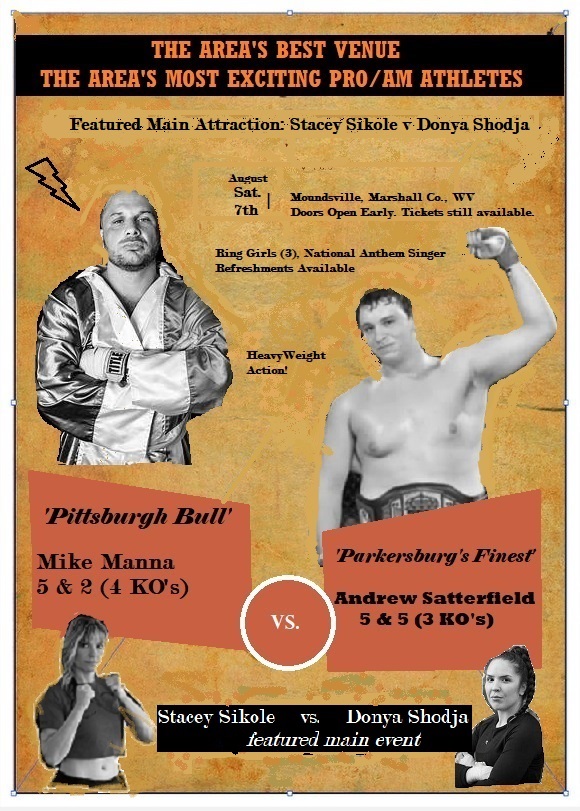 THE AREA'S BEST VENUE
THE AREA'S MOST EXCITING PRO/AM ATHLETES
Featured Main Attraction: Stacey Sikole v Donya Shodja
August
Sat.
7th
Moundsville, Marshall Co., WV
Doors Open Early. Tickets still available.
Ring Girls (3), National Anthem Singer
Refreshments Available
HeavyWeight
Action!
'Pittsburgh Bull'
Mike Manna
5 & 2 (4 KO's)
'Parkersburg's Finest'
Andrew Satterfield
5 & 5 (3 KO's)
VS.
Stacey Sikole vs. Donya Shodja
featured main event